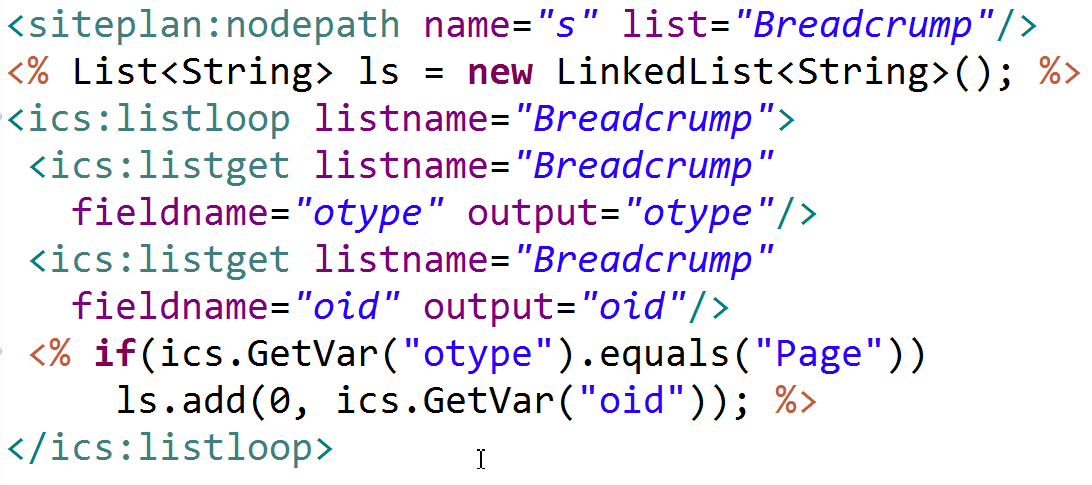 <siteplan:nodepath name="s" list="Breadcrump"/>
<% List<String> ls = new LinkedList<String>(); %>
<ics:listloop listname="Breadcrump">
<ics:listget listname="Breadcrump"
fieldname="otype" output="otype"/>
<ics:listget listname="Breadcrump"
fieldname="oid" output="oid"/>
<% if(ics.GetVar("otype").equals("Page"))
ls.add(0, ics.GetVar("oid")); %>
</ics:listloop>